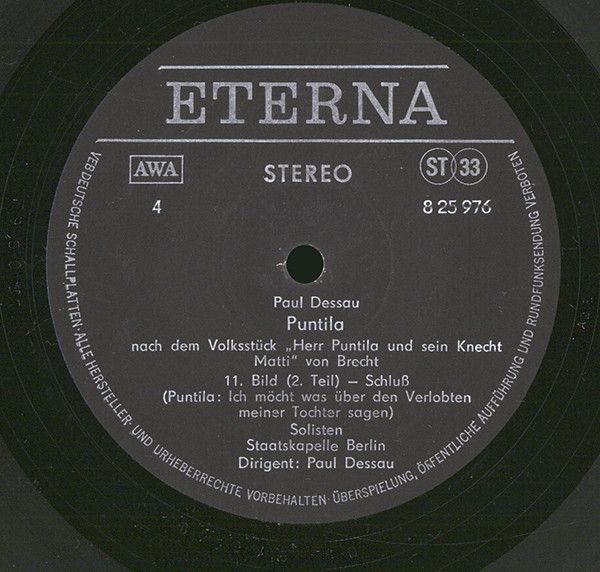 ETERNA
AWA
STEREO
ST 33
4
8 25 976
Paul Dessau
Puntila
nach dem Volksstück „Herr Puntila und sein Knecht
Matti“ von Brecht
11. Bild (2. Teil) – Schluß
(Puntila: Ich möcht was über den Verlobten
meiner Tochter sagen)
Solisten
Staatskapelle Berlin
Dirigent: Paul Dessau
VEB DEUTSCHE SCHALLPLATTEN · ALLE HERSTELLER- UND URHEBERRECHTE VORBEHALTEN · ÜBERSPIELUNG, ÖFFENTLICHE AUFFÜHRUNG UND RUNDFUNKSENDUNG VERBOTEN